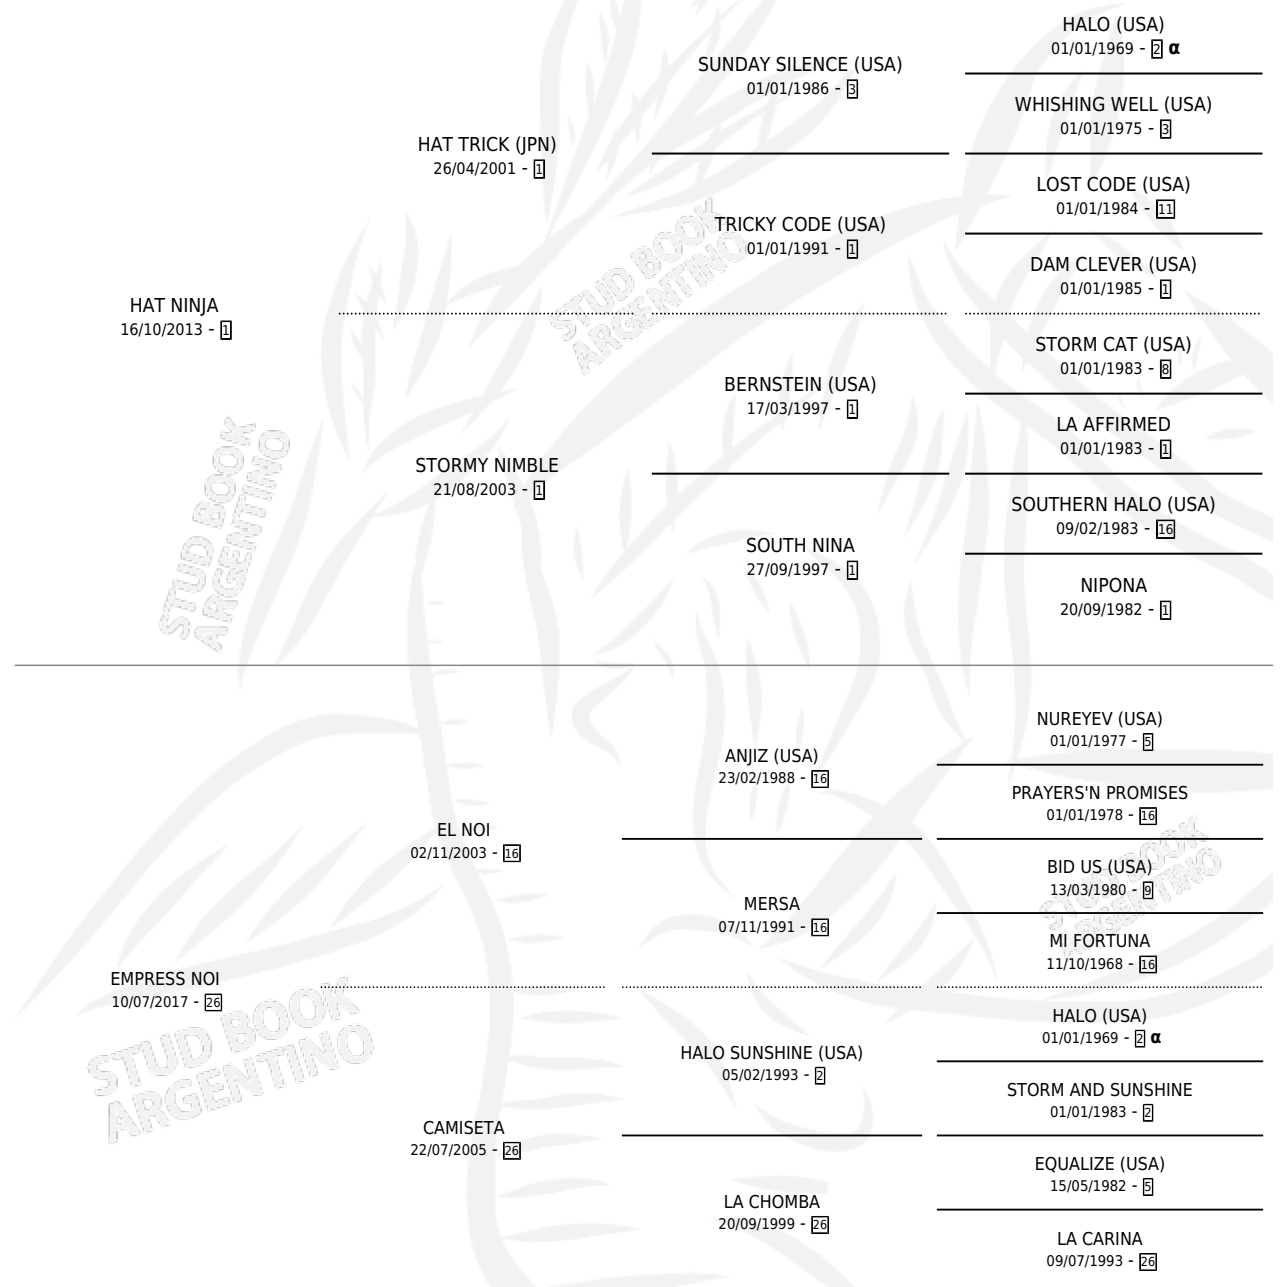 HALO (USA)
01/01/1969 - 2 α
SUNDAY SILENCE (USA)
01/01/1986 - 3
WHISHING WELL (USA)
01/01/1975 - 3
HAT TRICK (JPN)
26/04/2001 - 1
LOST CODE (USA)
01/01/1984 - 11
TRICKY CODE (USA)
01/01/1991 - 1
DAM CLEVER (USA)
01/01/1985 - 1
HAT NINJA
16/10/2013 - 1
STORM CAT (USA)
01/01/1983 - 8
BERNSTEIN (USA)
17/03/1997 - 1
LA AFFIRMED
01/01/1983 - 1
STORMY NIMBLE
21/08/2003 - 1
SOUTHERN HALO (USA)
09/02/1983 - 16
SOUTH NINA
27/09/1997 - 1
NIPONA
20/09/1982 - 1
STUD BOOK
ARGENTINO
STUD BOOK
ARGENTINO
NUREYEV (USA)
01/01/1977 - 5
ANJIZ (USA)
23/02/1988 - 16
PRAYERS'N PROMISES
01/01/1978 - 16
EL NOI
02/11/2003 - 16
BID US (USA)
13/03/1980 - 9
MERSA
07/11/1991 - 16
MI FORTUNA
11/10/1968 - 16
EMPRESS NOI
10/07/2017 - 26
HALO (USA)
01/01/1969 - 2 α
HALO SUNSHINE (USA)
05/02/1993 - 2
STORM AND SUNSHINE
01/01/1983 - 2
CAMISETA
22/07/2005 - 26
EQUALIZE (USA)
15/05/1982 - 5
LA CHOMBA
20/09/1999 - 26
LA CARINA
09/07/1993 - 26
STUD BOOK
ARGENTINO
STUD BOOK
ARGENTINO